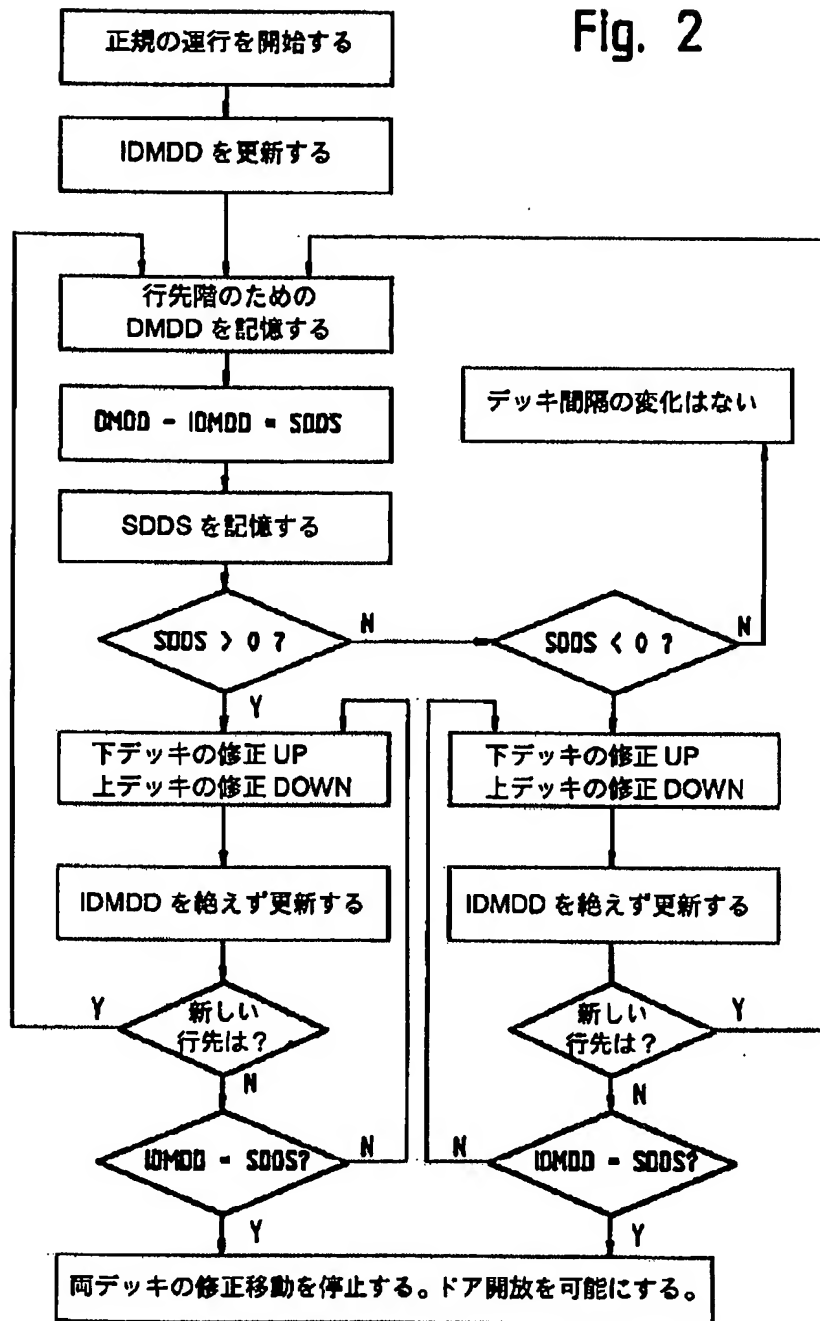 Fig. 2
正規の運行を開始する
IDMDD を更新する
行先階のための
DMDD を記憶する
DMDD - IDMDD = SDDS
デッキ間隔の変化はない
SDDS を記憶する
SDDS > 0 ?
N
SDDS < 0 ?
N
Y
下デッキの修正 UP
上デッキの修正 DOWN
下デッキの修正 UP
上デッキの修正 DOWN
IDMDD を絶えず更新する
IDMDD を絶えず更新する
Y
新しい
行先は？
新しい
行先は？
Y
N
N
IDMDD = SDDS?
N
N
IDMDD = SDDS?
Y
Y
両デッキの修正移動を停止する。ドア開放を可能にする。